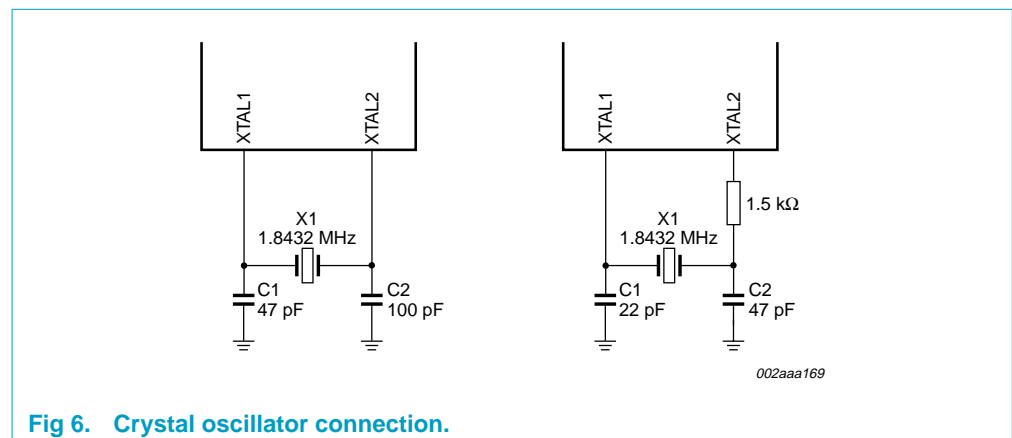 XTAL1
XTAL2
X1
1.8432 MHz
C1
47 pF
C2
100 pF
XTAL1
XTAL2
1.5 kΩ
X1
1.8432 MHz
C1
22 pF
C2
47 pF
002aaa169
Fig 6. Crystal oscillator connection.